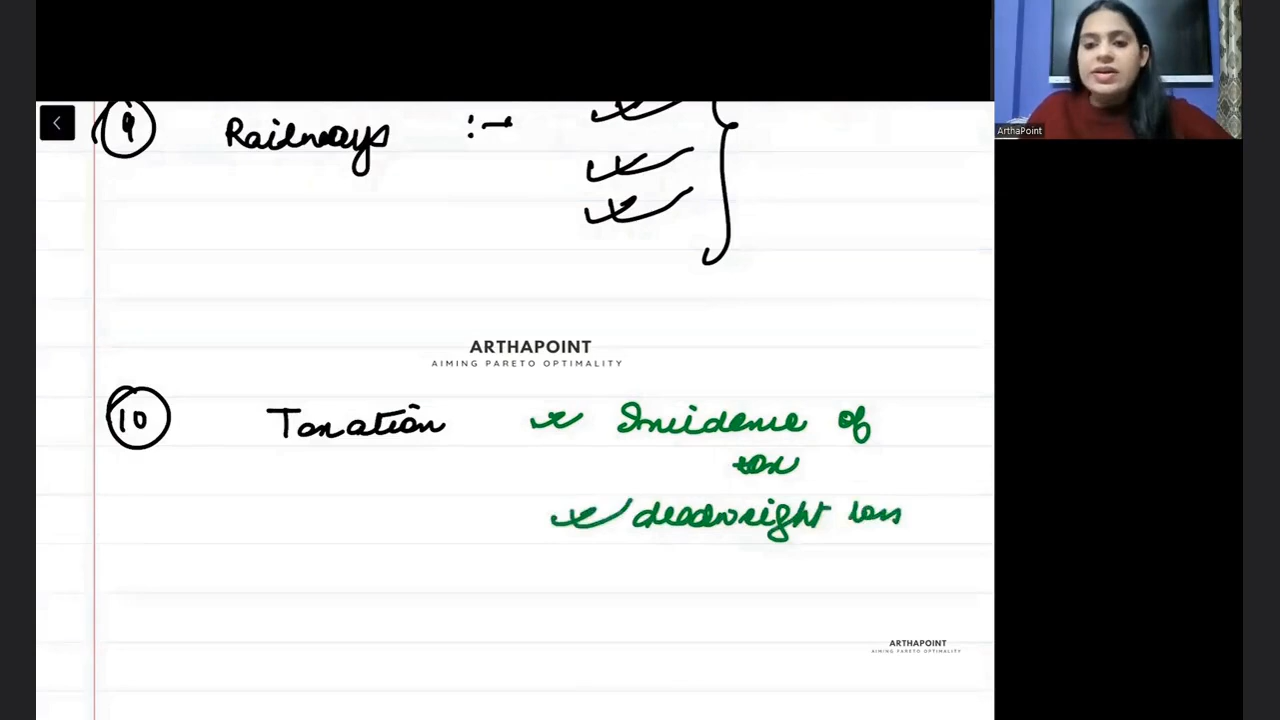 ArthaPoint
9 Railways :-
ARTHAPOINT
AIMING PARETO OPTIMALITY
10 Taxation Incidence of
tax
deadweight loss
ARTHAPOINT
AIMING PARETO OPTIMALITY